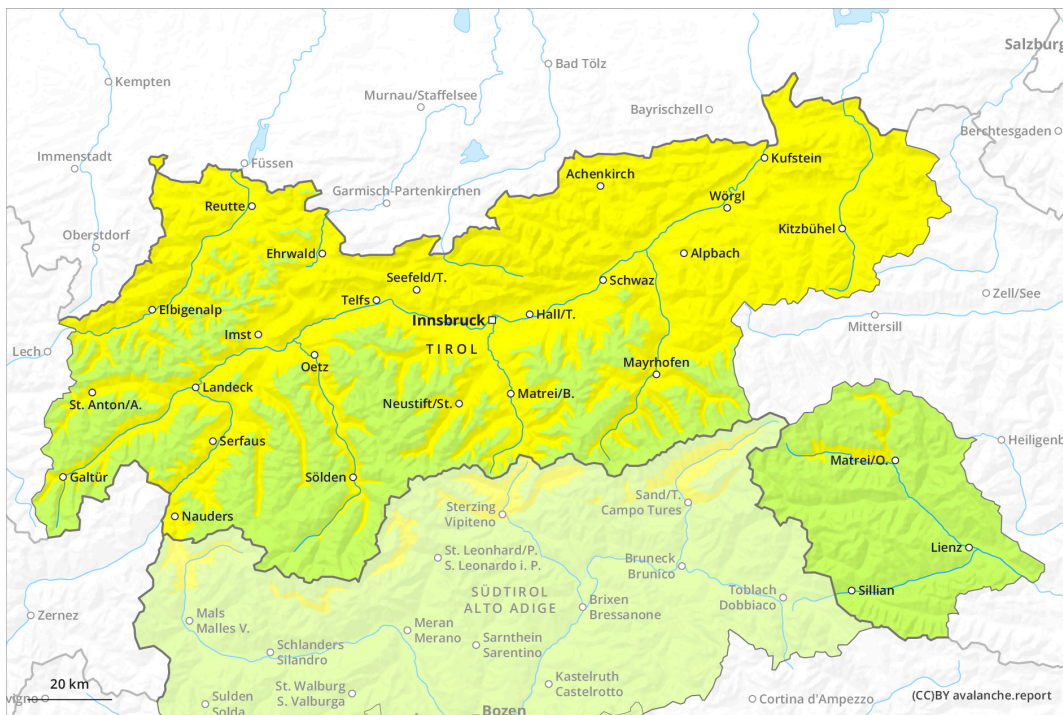 Salzburg
Kempten
Bad Tölz
Murnau/Staffelsee
Bayrischzell
Berchtesgaden
Immenstadt
Füssen
Kufstein
Achenkirch
Garmisch-Partenkirchen
Reutte
Wörgl
Oberstdorf
Kitzbühel
Ehrwald
Alpbach
Seefeld/T.
Schwaz
Zell/See
Telfs
Elbigenalp
Hall/T.
Innsbruck
Mittersill
Imst
TIROL
Lech
Oetz
Mayrhofen
Landeck
St. Anton/A.
Neustift/St.
Matrei/B.
Serfaus
Heiligenb
Matrei/O.
Galtür
Sölden
Sand/T.
Campo Tures
Sterzing
Vipiteno
Nauders
Lienz
St. Leonhard/P.
S. Leonardo i. P.
Bruneck
Brunico
SÜDTIROL
ALTO ADIGE
Sillian
Toblach
Dobbiaco
Brixen
Bressanone
Zernez
Mals
Malles V.
Meran
Merano
Sarnthein
Sarentino
Schlanders
Silandro
Kastelruth
Castelrotto
20 km
St. Walburg
S. Valburga
vigno
Sulden
Solda
Cortina d'Ampezzo
(CC)BY avalanche.report
Bozen